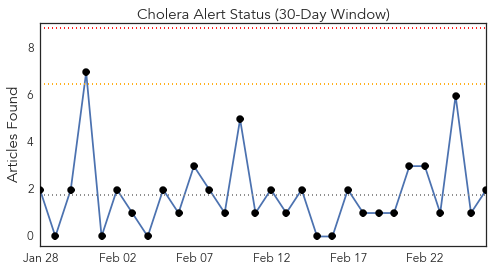 Cholera Alert Status (30-Day Window)
Articles Found
8
6
4
2
0
Jan 28 Feb 02 Feb 07 Feb 12 Feb 17 Feb 22